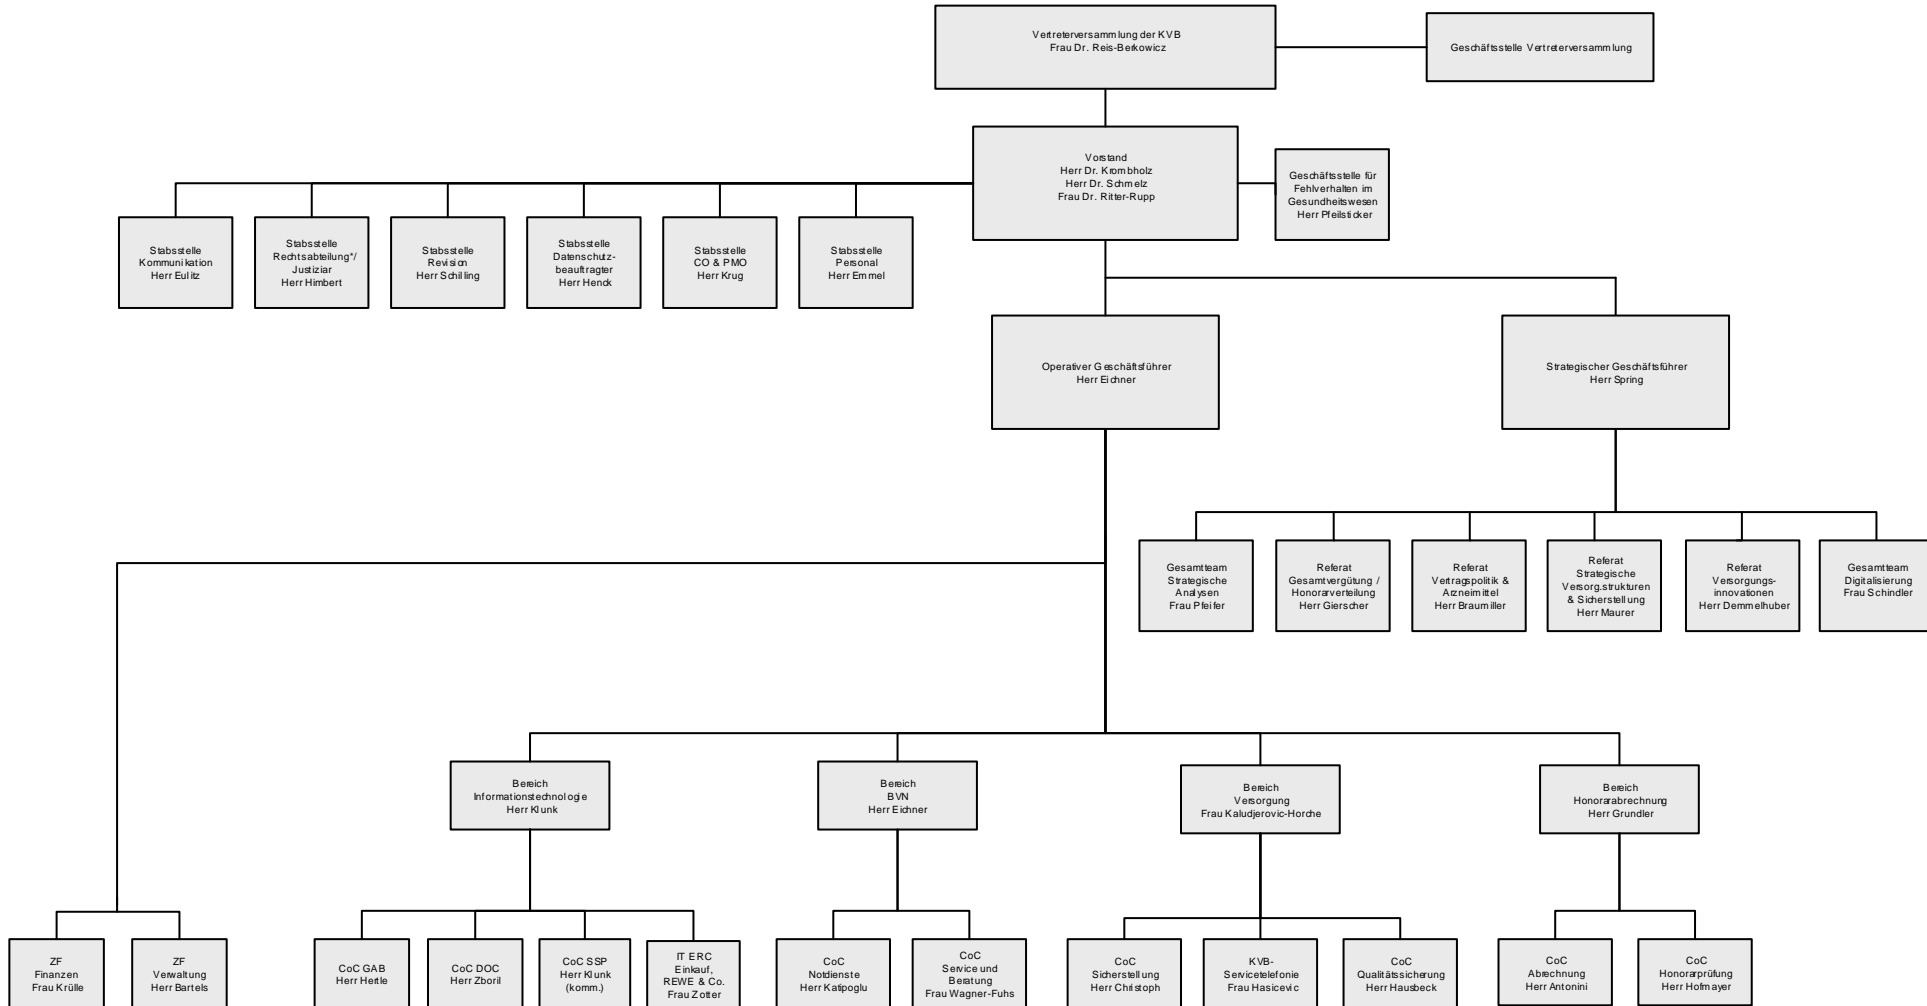 Vertreterversammlung der KVB
Frau Dr. Reis-Berkowicz
Geschäftsstelle Vertreterversammlung
Vorstand
Herr Dr. Krombholz
Herr Dr. Schmelz
Frau Dr. Ritter-Rupp
Geschäftsstelle für
Fehlverhalten im
Gesundheitswesen
Herr Pfeilsticker
Stabsstelle
Kommunikation
Herr Eulitz
Stabsstelle
Rechtsabteilung*/
Justiziar
Herr Himbert
Stabsstelle
Revision
Herr Schilling
Stabsstelle
Datenschutz-
beauftragter
Herr Henck
Stabsstelle
CO & PMO
Herr Krug
Stabsstelle
Personal
Herr Emmel
Operativer Geschäftsführer
Herr Eichner
Strategischer Geschäftsführer
Herr Spring
Gesamtteam
Strategische
Analysen
Frau Pfeifer
Referat
Gesamtvergütung /
Honorarverteilung
Herr Gierscher
Referat
Vertragspolitik &
Arzneimittel
Herr Braumiller
Referat
Strategische
Versorg.strukturen
& Sicherstellung
Herr Maurer
Referat
Versorgungs-
innovationen
Herr Demmelhuber
Gesamtteam
Digitalisierung
Frau Schindler
Bereich
Informationstechnologie
Herr Klunk
Bereich
BVN
Herr Eichner
Bereich
Versorgung
Frau Kaludjerovic-Horche
Bereich
Honorarabrechnung
Herr Grundler
ZF
Finanzen
Frau Krülle
ZF
Verwaltung
Herr Bartels
CoC GAB
Herr Hertle
CoC DOC
Herr Zboril
CoC SSP
Herr Klunk
(komm.)
IT ERC
Einkauf,
REWE & Co.
Frau Zotter
CoC
Notdienste
Herr Katipoglu
CoC
Service und
Beratung
Frau Wagner-Fuhs
CoC
Sicherstellung
Herr Christoph
KVB-
Servicetelefonie
Frau Hasicevic
CoC
Qualitätssicherung
Herr Hausbeck
CoC
Abrechnung
Herr Antonini
CoC
Honorarprüfung
Herr Hofmayer